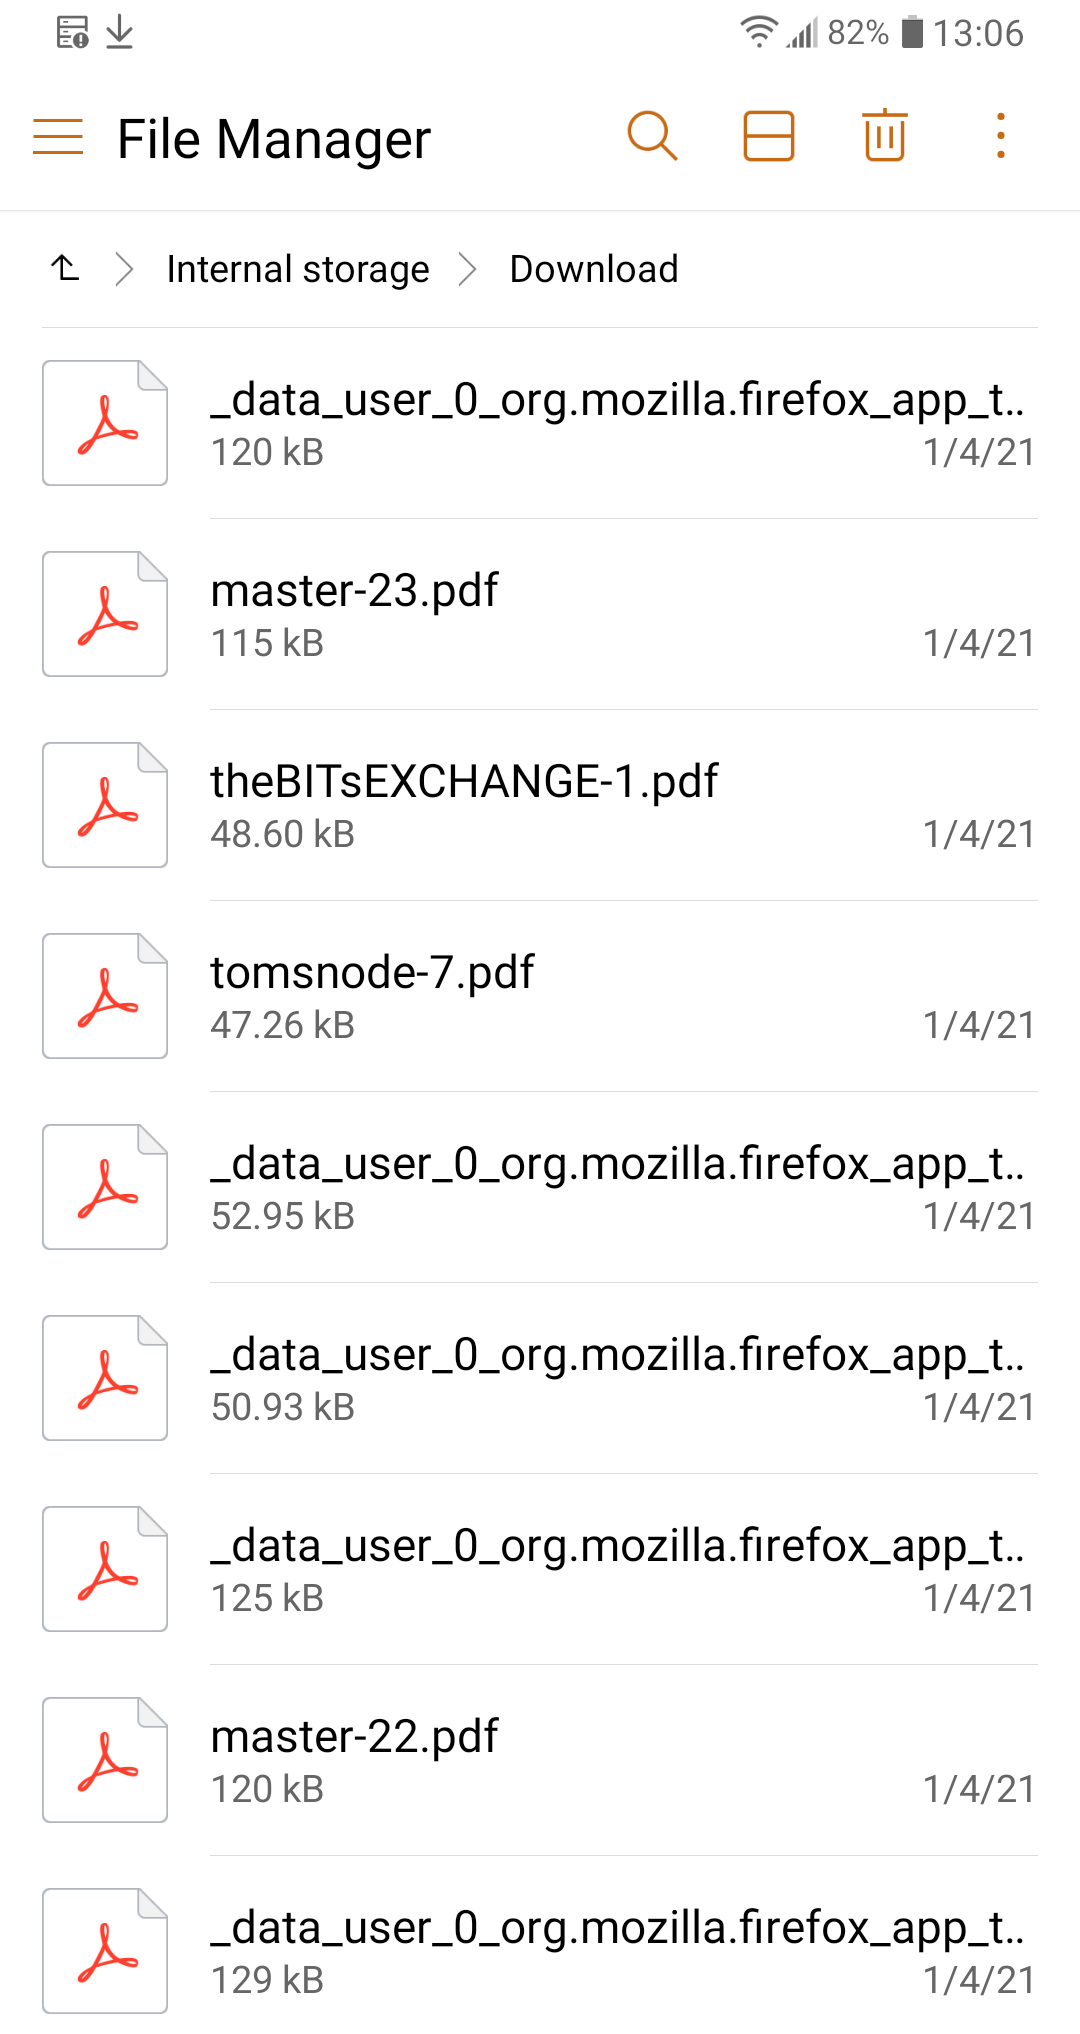 82% 13:06
File Manager
Internal storage Download
_data_user_0_org.mozilla.firefox_app_t..
120 kB 1/4/21
master-23.pdf
115 kB 1/4/21
theBITsEXCHANGE-1.pdf
48.60 kB 1/4/21
tomsnode-7.pdf
47.26 kB 1/4/21
_data_user_0_org.mozilla.firefox_app_t..
52.95 kB 1/4/21
_data_user_0_org.mozilla.firefox_app_t..
50.93 kB 1/4/21
_data_user_0_org.mozilla.firefox_app_t..
125 kB 1/4/21
master-22.pdf
120 kB 1/4/21
_data_user_0_org.mozilla.firefox_app_t..
129 kB 1/4/21